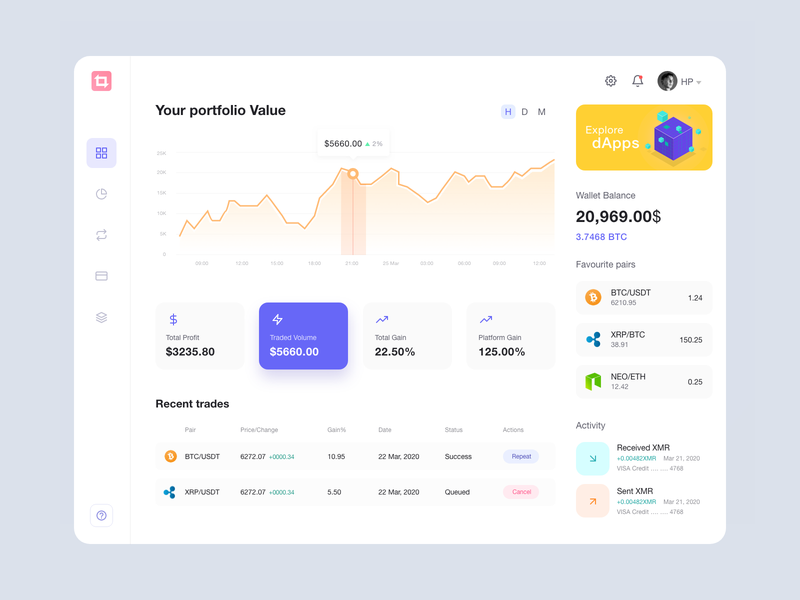 HP
Your portfolio Value
H D M
$5660.00 2%
25K
20K
15K
10K
5K
0
09:00 12:00 15:00 18:00 21:00 25 Mar 03:00 06:00 09:00 12:00
Total Profit
$3235.80
Traded Volume
$5660.00
Total Gain
22.50%
Platform Gain
125.00%
Recent trades
Pair Price/Change Gain% Date Status Actions
BTC/USDT 6272.07 +0000.34 10.95 22 Mar, 2020 Success Repeat
XRP/USDT 6272.07 +0000.34 5.50 22 Mar, 2020 Queued Cancel
Explore
dApps
Wallet Balance
20,969.00$
3.7468 BTC
Favourite pairs
BTC/USDT
6210.95
1.24
XRP/BTC
38.91
150.25
NEO/ETH
12.42
0.25
Activity
Received XMR
+0.00482XMR Mar 21, 2020
VISA Credit .... .... 4768
Sent XMR
+0.00482XMR Mar 21, 2020
VISA Credit .... .... 4768